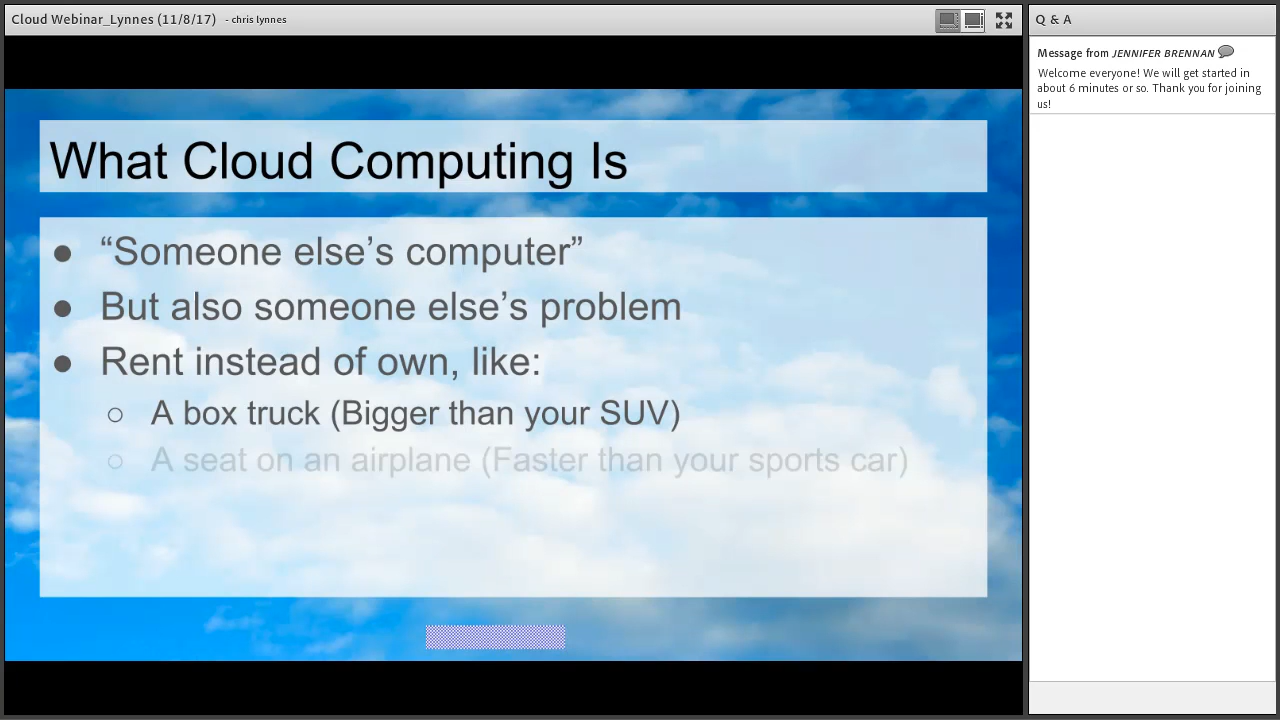 Cloud Webinar_Lynnes (11/8/17) - chris lynnes
What Cloud Computing Is
● “Someone else’s computer”
● But also someone else’s problem
● Rent instead of own, like:
○ A box truck (Bigger than your SUV)
○ A seat on an airplane (Faster than your sports car)
Q & A
Message from JENNIFER BRENNAN
Welcome everyone! We will get started in
about 6 minutes or so. Thank you for joining
us!